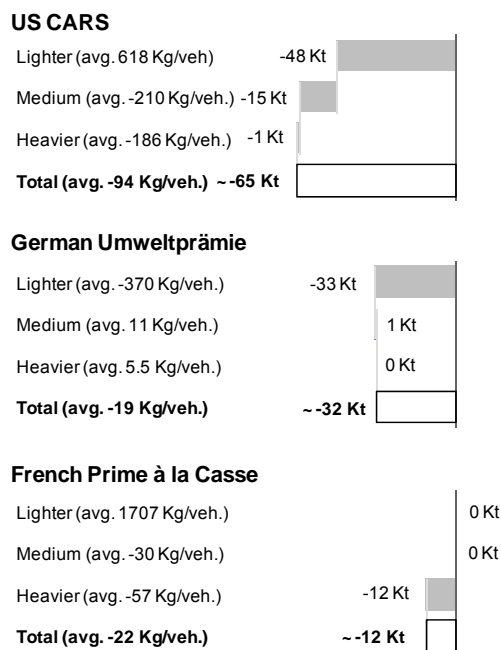 US CARS
Lighter (avg. 618 Kg/veh) -48 Kt
Medium (avg. -210 Kg/veh.) -15 Kt
Heavier (avg. -186 Kg/veh.) -1 Kt
Total (avg. -94 Kg/veh.) ~ -65 Kt
German Umweltprämie
Lighter (avg. -370 Kg/veh.) -33 Kt
Medium (avg. 11 Kg/veh.) 1 Kt
Heavier (avg. 5.5 Kg/veh.) 0 Kt
Total (avg. -19 Kg/veh.) ~ -32 Kt
French Prime à la Casse
Lighter (avg. 1707 Kg/veh.) 0 Kt
Medium (avg. -30 Kg/veh.) 0 Kt
Heavier (avg. -57 Kg/veh.) -12 Kt
Total (avg. -22 Kg/veh.) ~ -12 Kt